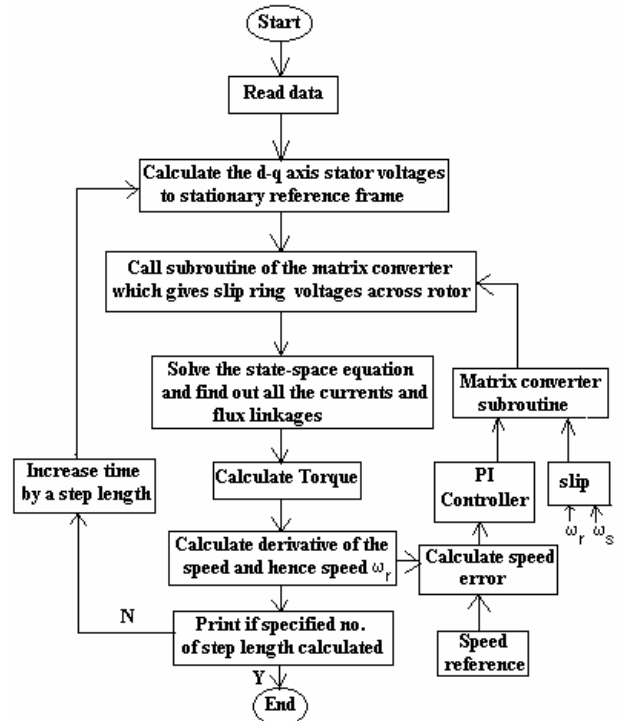 Start
Read data
Calculate the d-q axis stator voltages
to stationary reference frame
Call subroutine of the matrix converter
which gives slip ring voltages across rotor
Solve the state-space equation
and find out all the currents and
flux linkages
Matrix converter
subroutine
Increase time
by a step length
Calculate Torque
PI
Controller
slip
ωr ωs
Calculate derivative of the
speed and hence speed ωr
Calculate speed
error
N
Print if specified no.
of step length calculated
Speed
reference
Y
End